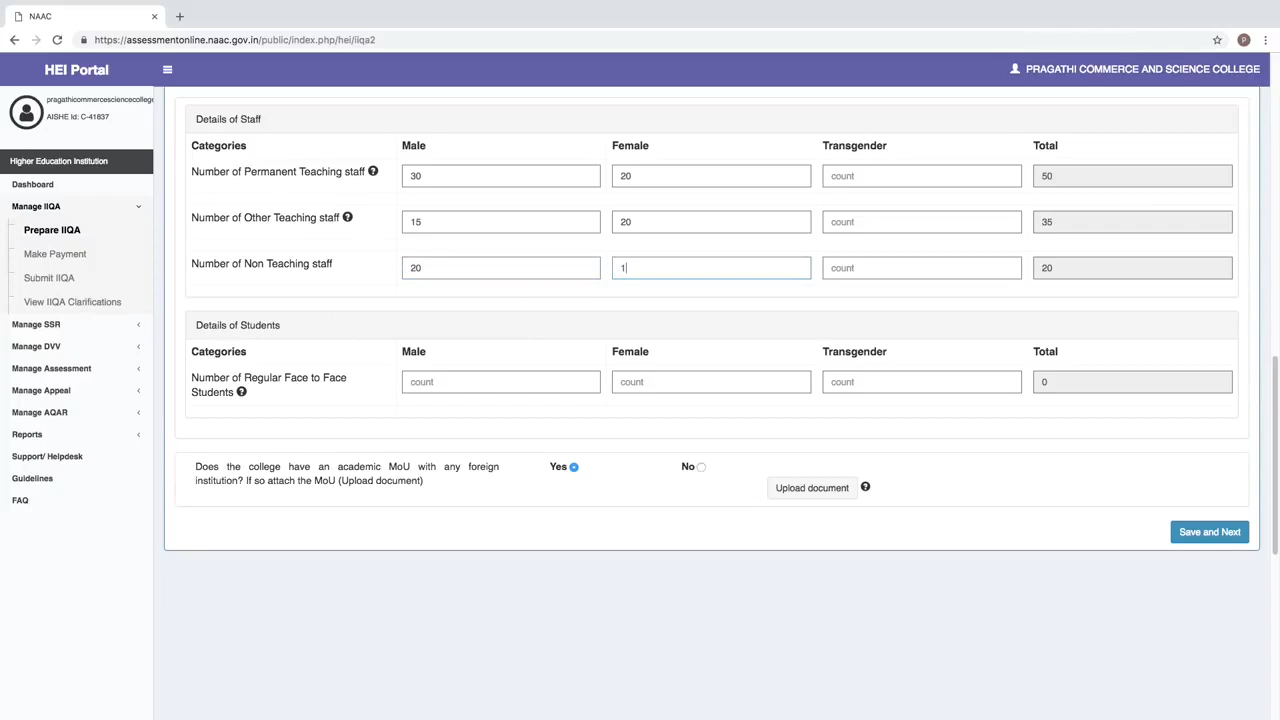 NAAC
https://assessmentonline.naac.gov.in/public/index.php/hei/iiqa2
P
HEI Portal
PRAGATHI COMMERCE AND SCIENCE COLLEGE
pragathicommercesciencecollege
AISHE Id: C-41837
Higher Education Institution
Dashboard
Manage IIQA
Prepare IIQA
Make Payment
Submit IIQA
View IIQA Clarifications
Manage SSR
Manage DVV
Manage Assessment
Manage Appeal
Manage AQAR
Reports
Support/ Helpdesk
Guidelines
FAQ
Details of Staff
Categories Male Female Transgender Total
Number of Permanent Teaching staff 30 20 count 50
Number of Other Teaching staff 15 20 count 35
Number of Non Teaching staff 20 1 count 20
Details of Students
Categories Male Female Transgender Total
Number of Regular Face to Face
Students count count count 0
Does the college have an academic MoU with any foreign Yes No
institution? If so attach the MoU (Upload document)
Upload document
Save and Next